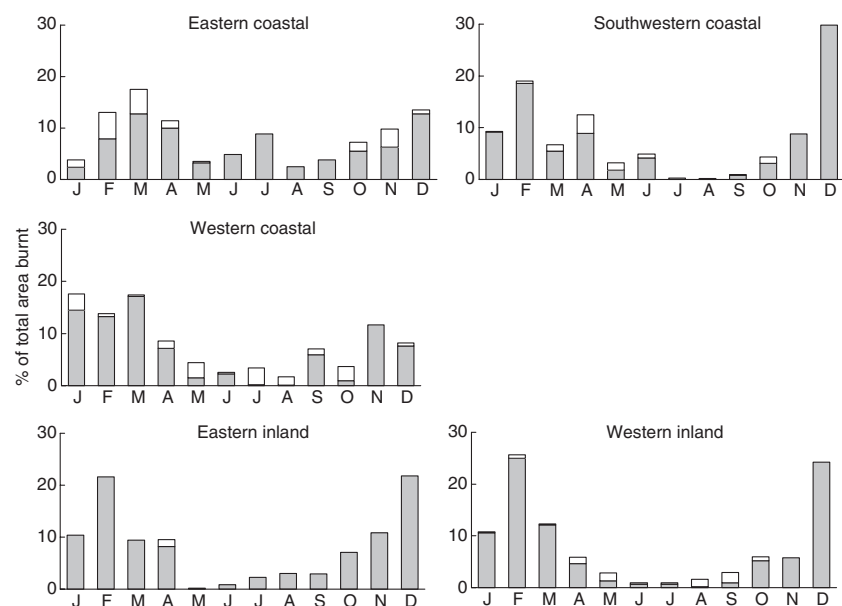 Eastern coastal
30
20
10
0
J F M A M J J A S O N D
Southwestern coastal
30
20
10
0
J F M A M J J A S O N D
% of total area burnt
Western coastal
30
20
10
0
J F M A M J J A S O N D
Eastern inland
30
20
10
0
J F M A M J J A S O N D
Western inland
30
20
10
0
J F M A M J J A S O N D